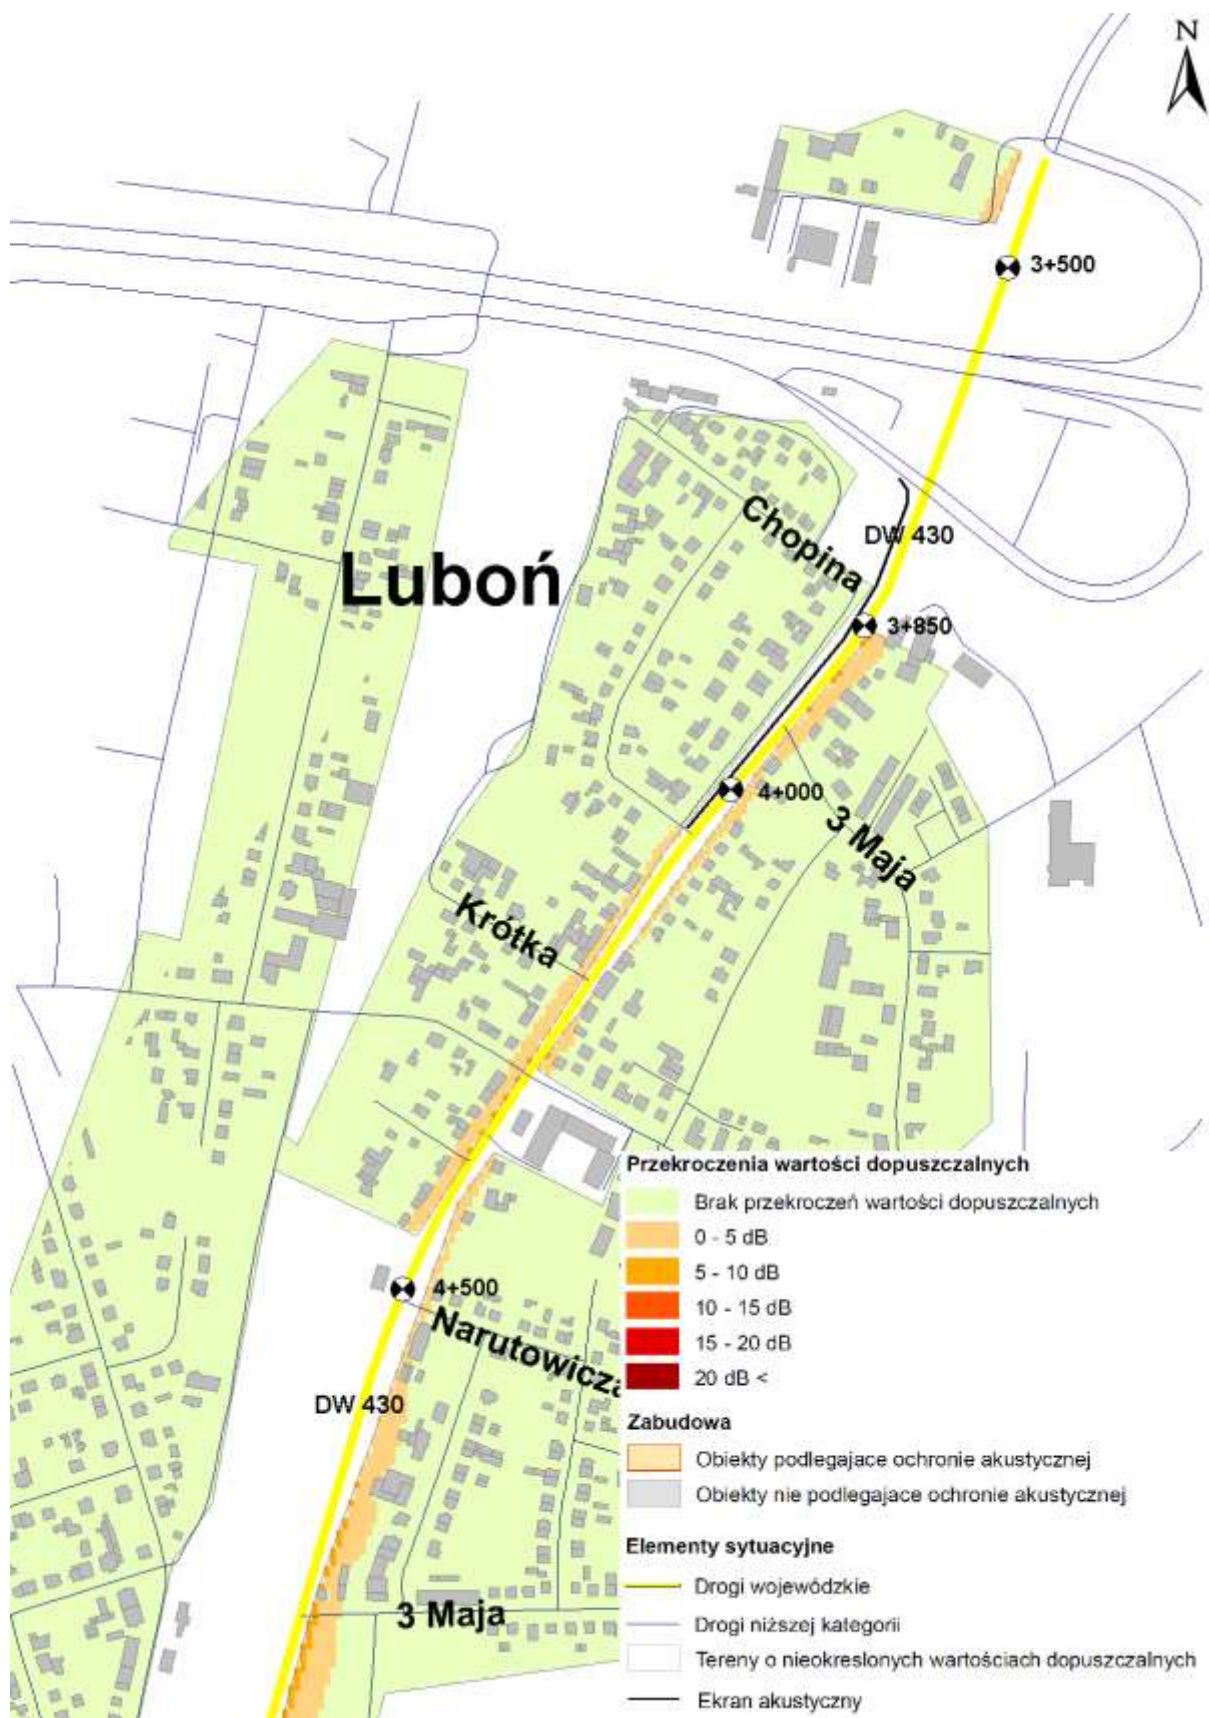 N
3+500
Chopina
DW 430
Luboń
3+850
4+000
3 Maja
Krótka
Przekroczenia wartości dopuszczalnych
Brak przekroczeń wartości dopuszczalnych
0 - 5 dB
5 - 10 dB
10 - 15 dB
15 - 20 dB
20 dB <
4+500
Narutowicza
DW 430
Zabudowa
Obiekty podlegajace ochronie akustycznej
Obiekty nie podlegajace ochronie akustycznej
Elementy sytuacyjne
Drogi wojewódzkie
3 Maja
Drogi niższej kategorii
Tereny o nieokreslonych wartościach dopuszczalnych
Ekran akustyczny